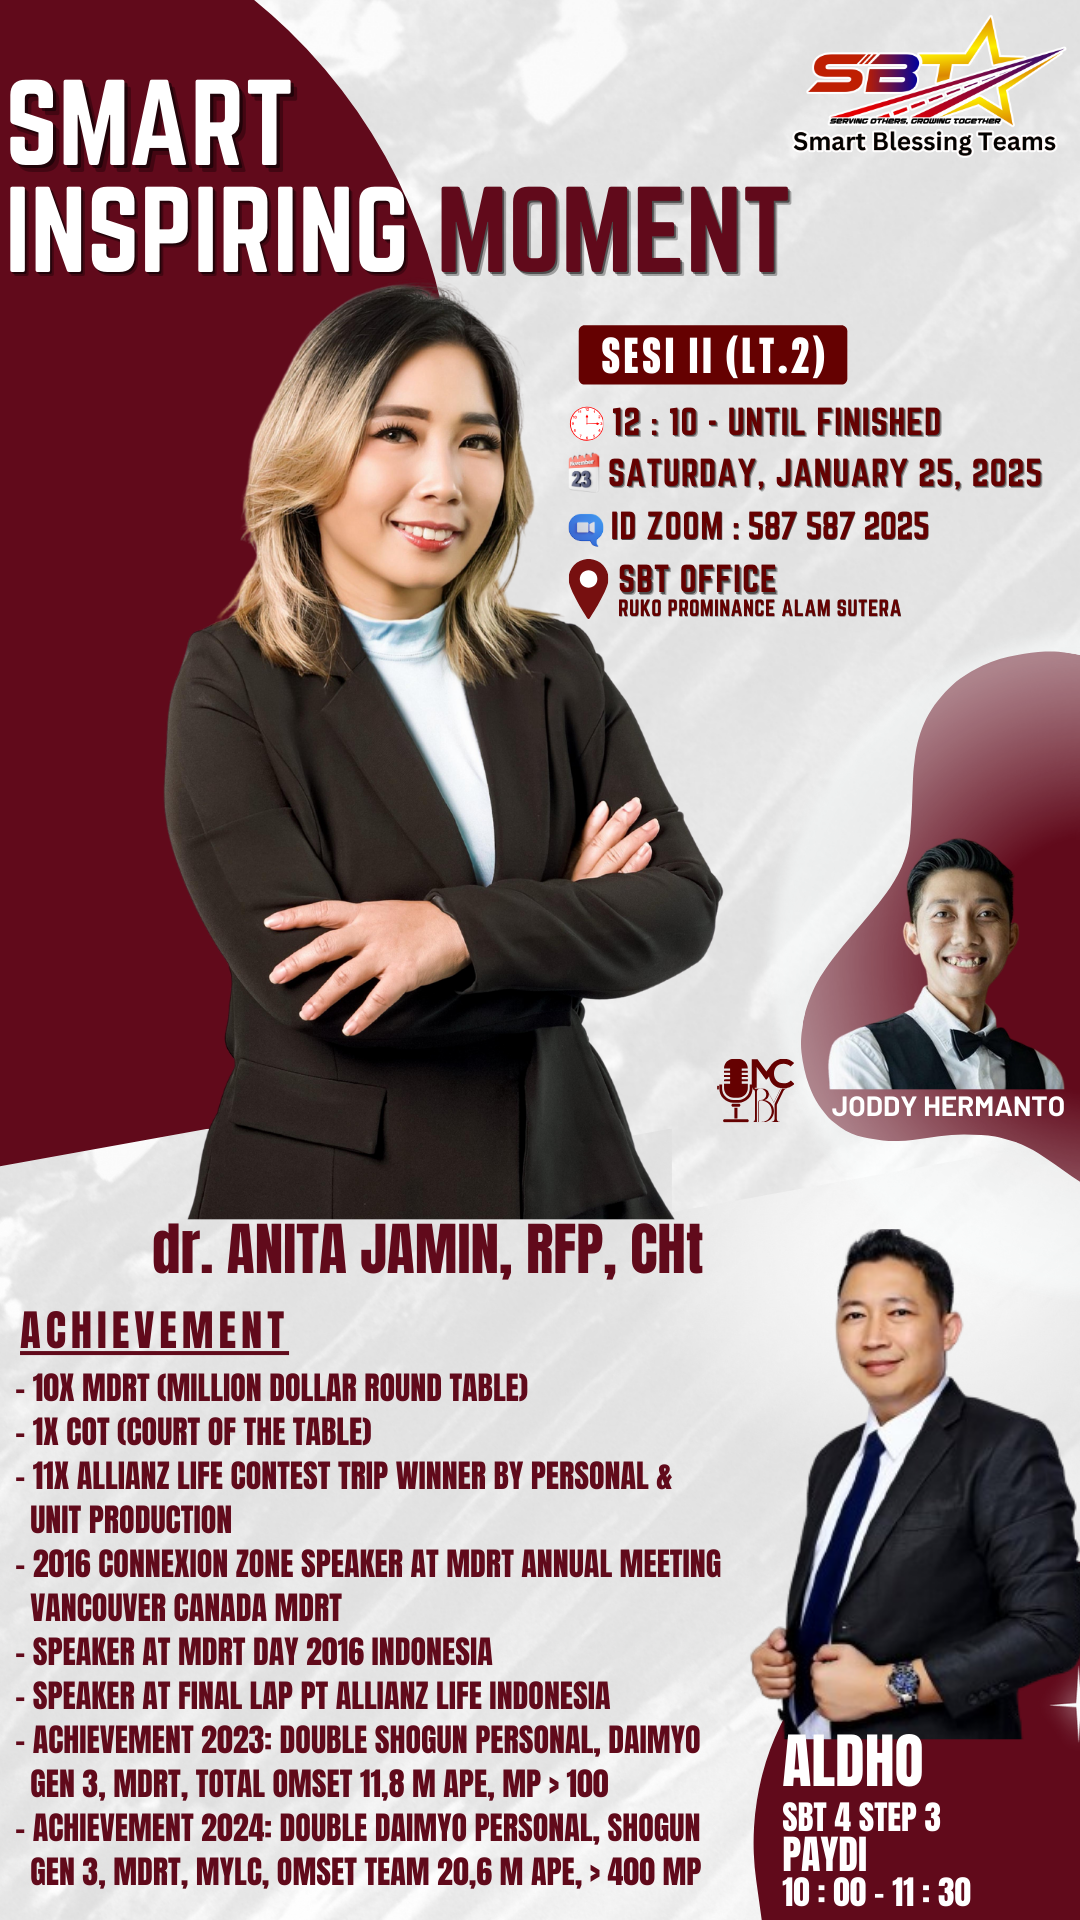 SBT
SERVING OTHERS, GROWING TOGETHER
Smart Blessing Teams
SMART
INSPIRING MOMENT
SESI II (LT.2)
12 : 10 - UNTIL FINISHED
November
23
SATURDAY, JANUARY 25, 2025
ID ZOOM : 587 587 2025
SBT OFFICE
RUKO PROMINANCE ALAM SUTERA
MC
BY
JODDY HERMANTO
dr. ANITA JAMIN, RFP, CHt
ACHIEVEMENT
- 10X MDRT (MILLION DOLLAR ROUND TABLE)
- 1X COT (COURT OF THE TABLE)
- 11X ALLIANZ LIFE CONTEST TRIP WINNER BY PERSONAL &
UNIT PRODUCTION
- 2016 CONNEXION ZONE SPEAKER AT MDRT ANNUAL MEETING
VANCOUVER CANADA MDRT
- SPEAKER AT MDRT DAY 2016 INDONESIA
- SPEAKER AT FINAL LAP PT ALLIANZ LIFE INDONESIA
- ACHIEVEMENT 2023: DOUBLE SHOGUN PERSONAL, DAIMYO
GEN 3, MDRT, TOTAL OMSET 11,8 M APE, MP > 100
- ACHIEVEMENT 2024: DOUBLE DAIMYO PERSONAL, SHOGUN
GEN 3, MDRT, MYLC, OMSET TEAM 20,6 M APE, > 400 MP
ALDHO
SBT 4 STEP 3
PAYDI
10 : 00 - 11 : 30